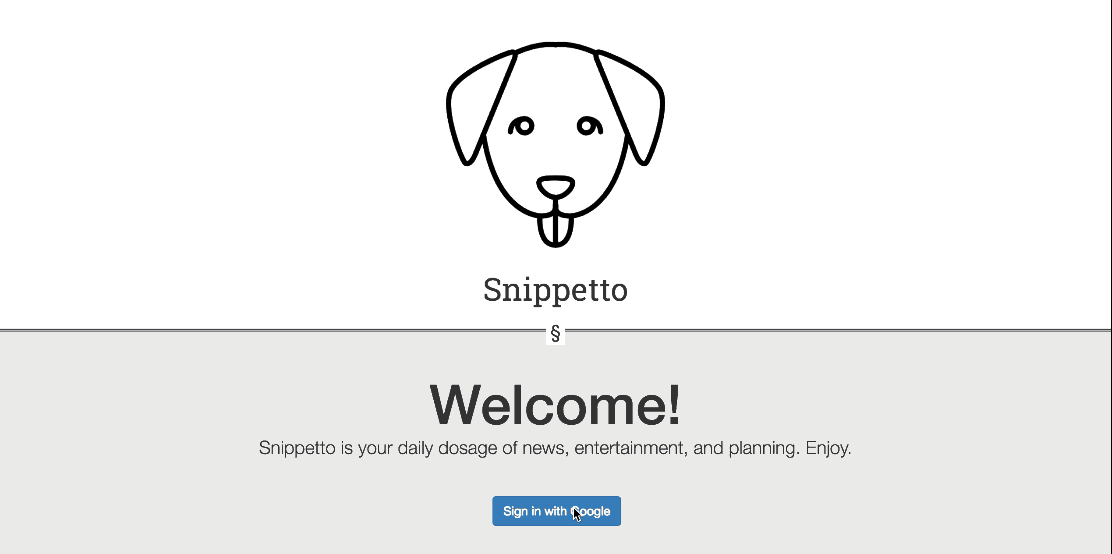 Snippetto
§
Welcome!
Snippetto is your daily dosage of news, entertainment, and planning. Enjoy.
Sign in with Google